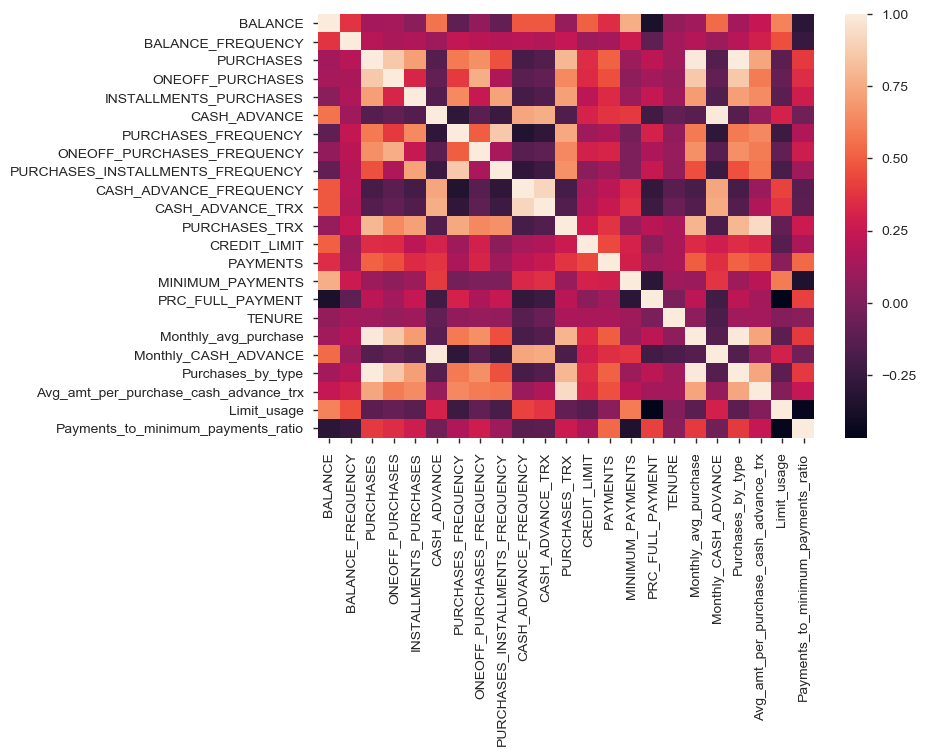 BALANCE
BALANCE_FREQUENCY
PURCHASES
ONEOFF_PURCHASES
INSTALLMENTS_PURCHASES
CASH_ADVANCE
PURCHASES_FREQUENCY
ONEOFF_PURCHASES_FREQUENCY
PURCHASES_INSTALLMENTS_FREQUENCY
CASH_ADVANCE_FREQUENCY
CASH_ADVANCE_TRX
PURCHASES_TRX
CREDIT_LIMIT
PAYMENTS
MINIMUM_PAYMENTS
PRC_FULL_PAYMENT
TENURE
Monthly_avg_purchase
Monthly_CASH_ADVANCE
Purchases_by_type
Avg_amt_per_purchase_cash_advance_trx
Limit_usage
Payments_to_minimum_payments_ratio
BALANCE
BALANCE_FREQUENCY
PURCHASES
ONEOFF_PURCHASES
INSTALLMENTS_PURCHASES
CASH_ADVANCE
PURCHASES_FREQUENCY
ONEOFF_PURCHASES_FREQUENCY
PURCHASES_INSTALLMENTS_FREQUENCY
CASH_ADVANCE_FREQUENCY
CASH_ADVANCE_TRX
PURCHASES_TRX
CREDIT_LIMIT
PAYMENTS
MINIMUM_PAYMENTS
PRC_FULL_PAYMENT
TENURE
Monthly_avg_purchase
Monthly_CASH_ADVANCE
Purchases_by_type
Avg_amt_per_purchase_cash_advance_trx
Limit_usage
Payments_to_minimum_payments_ratio
1.00
0.75
0.50
0.25
0.00
−0.25